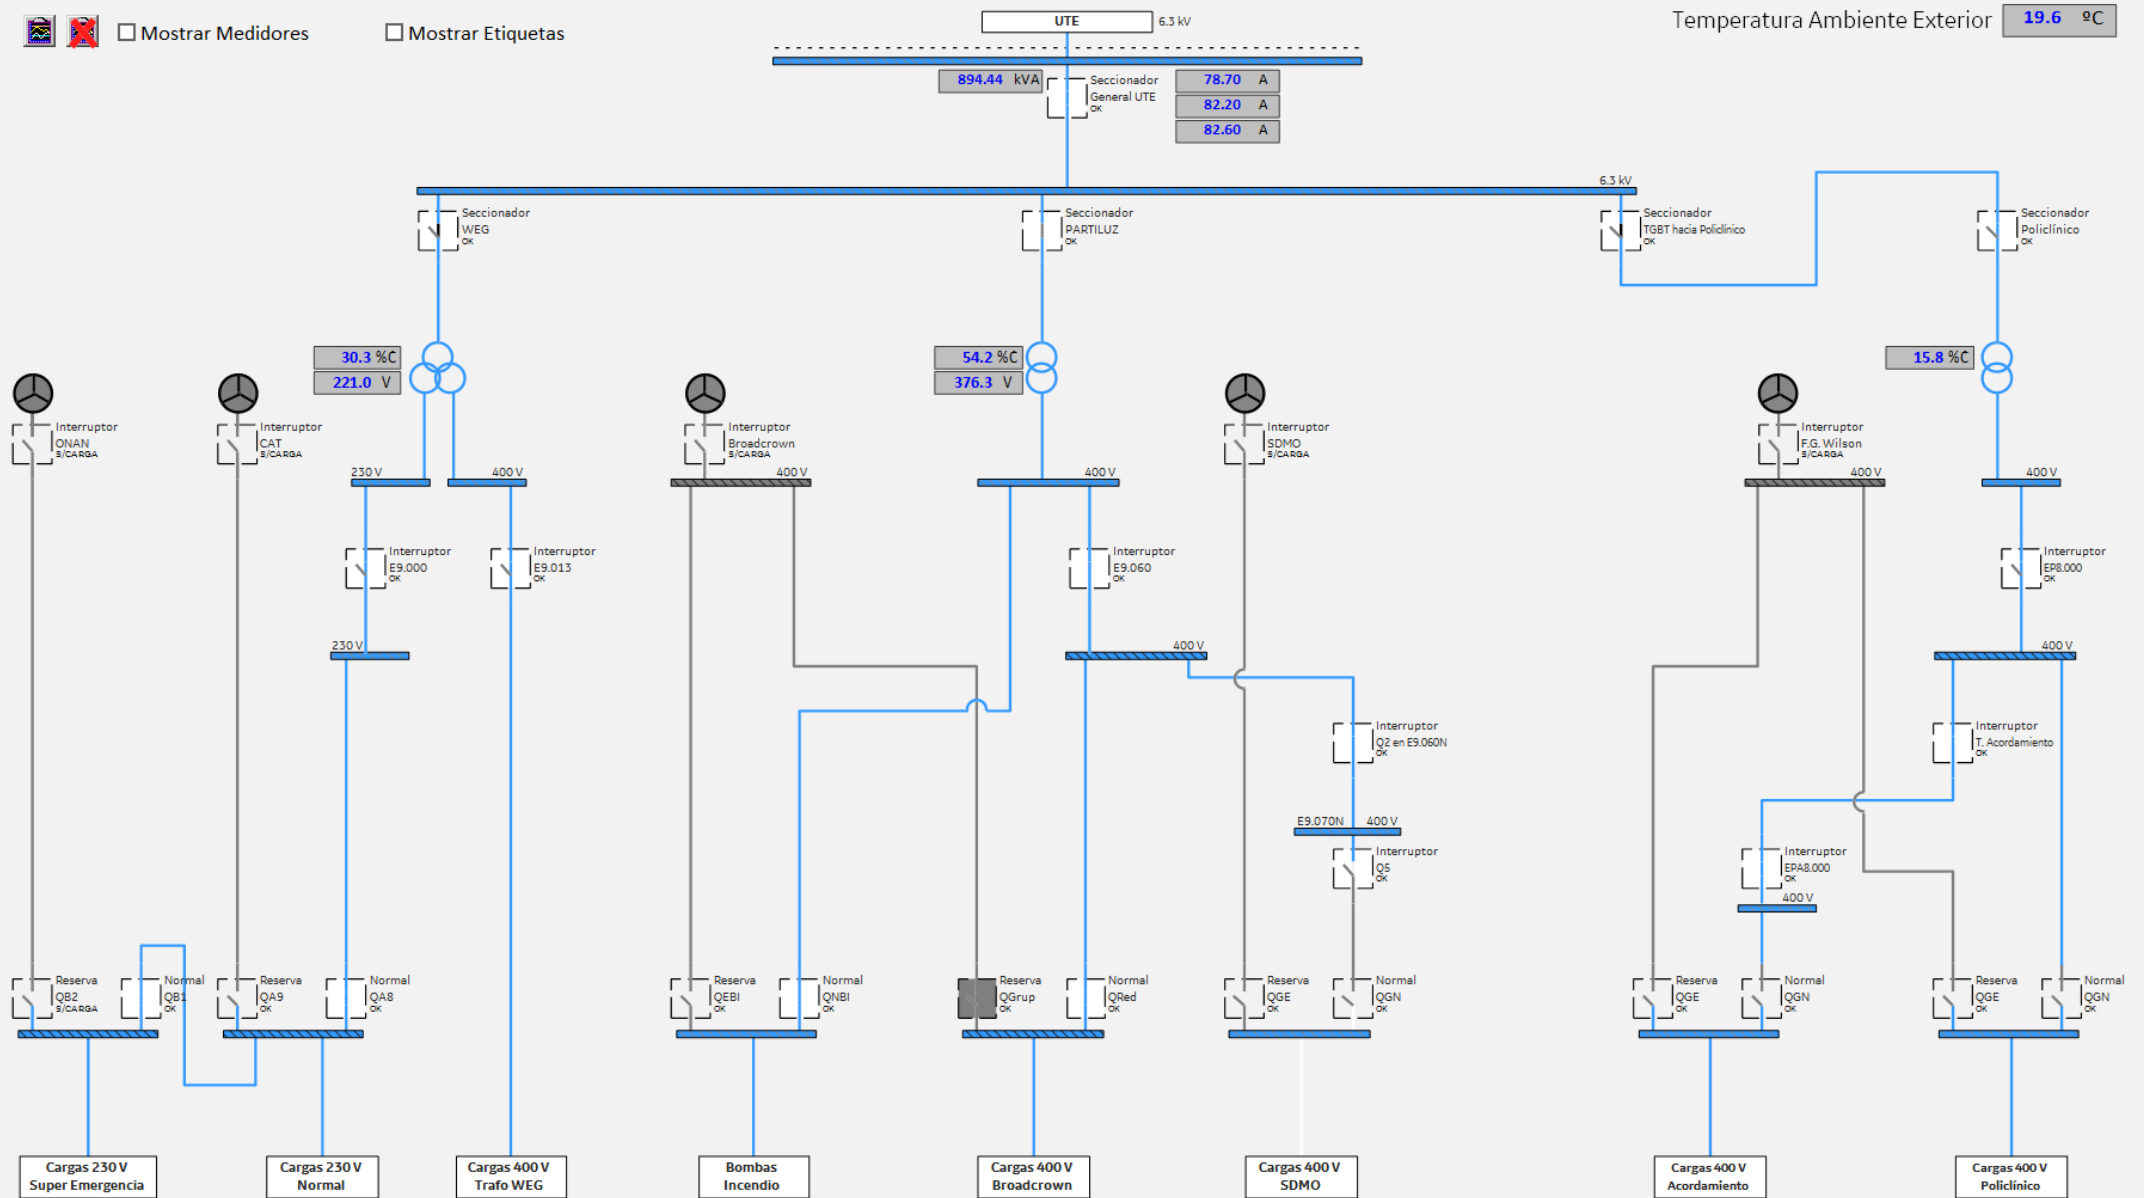 Mostrar Medidores
Mostrar Etiquetas
UTE
6.3 kV
Temperatura Ambiente Exterior
19.6 ºC
894.44 kVA
Seccionador
General UTE
OK
78.70 A
82.20 A
82.60 A
6.3 kV
Seccionador
WEG
OK
Seccionador
PARTILUZ
OK
Seccionador
TGBT hacia Policlínico
OK
Seccionador
Policlínico
OK
30.3 %C
221.0 V
54.2 %C
376.3 V
15.8 %C
Interruptor
ONAN
S/CARGA
Interruptor
CAT
S/CARGA
Interruptor
Broadcrown
S/CARGA
Interruptor
SDMO
S/CARGA
Interruptor
F.G. Wilson
S/CARGA
230 V
400 V
400 V
400 V
400 V
400 V
Interruptor
E9.000
OK
Interruptor
E9.013
OK
Interruptor
E9.060
OK
Interruptor
EP8.000
OK
230 V
400 V
400 V
Interruptor
Q2 en E9.060N
OK
Interruptor
T. Acordamiento
OK
E9.070N 400 V
Interruptor
Q5
OK
Interruptor
EPA8.000
OK
400 V
Reserva
QB2
S/CARGA
Normal
QB1
OK
Reserva
QA9
OK
Normal
QA8
OK
Reserva
QEBI
OK
Normal
QNBI
OK
Reserva
QGrup
OK
Normal
QRed
OK
Reserva
QGE
OK
Normal
QGN
OK
Reserva
QGE
OK
Normal
QGN
OK
Reserva
QGE
OK
Normal
QGN
OK
Cargas 230 V
Super Emergencia
Cargas 230 V
Normal
Cargas 400 V
Trafo WEG
Bombas
Incendio
Cargas 400 V
Broadcrown
Cargas 400 V
SDMO
Cargas 400 V
Acordamiento
Cargas 400 V
Policlínico